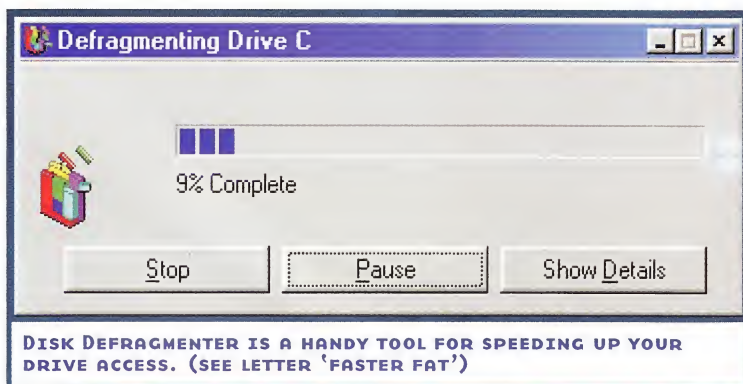 Defragmenting Drive C
9% Complete
Stop
Pause
Show Details
DISK DEFRAGMENTER IS A HANDY TOOL FOR SPEEDING UP YOUR
DRIVE ACCESS. (SEE LETTER ‘FASTER FAT’)